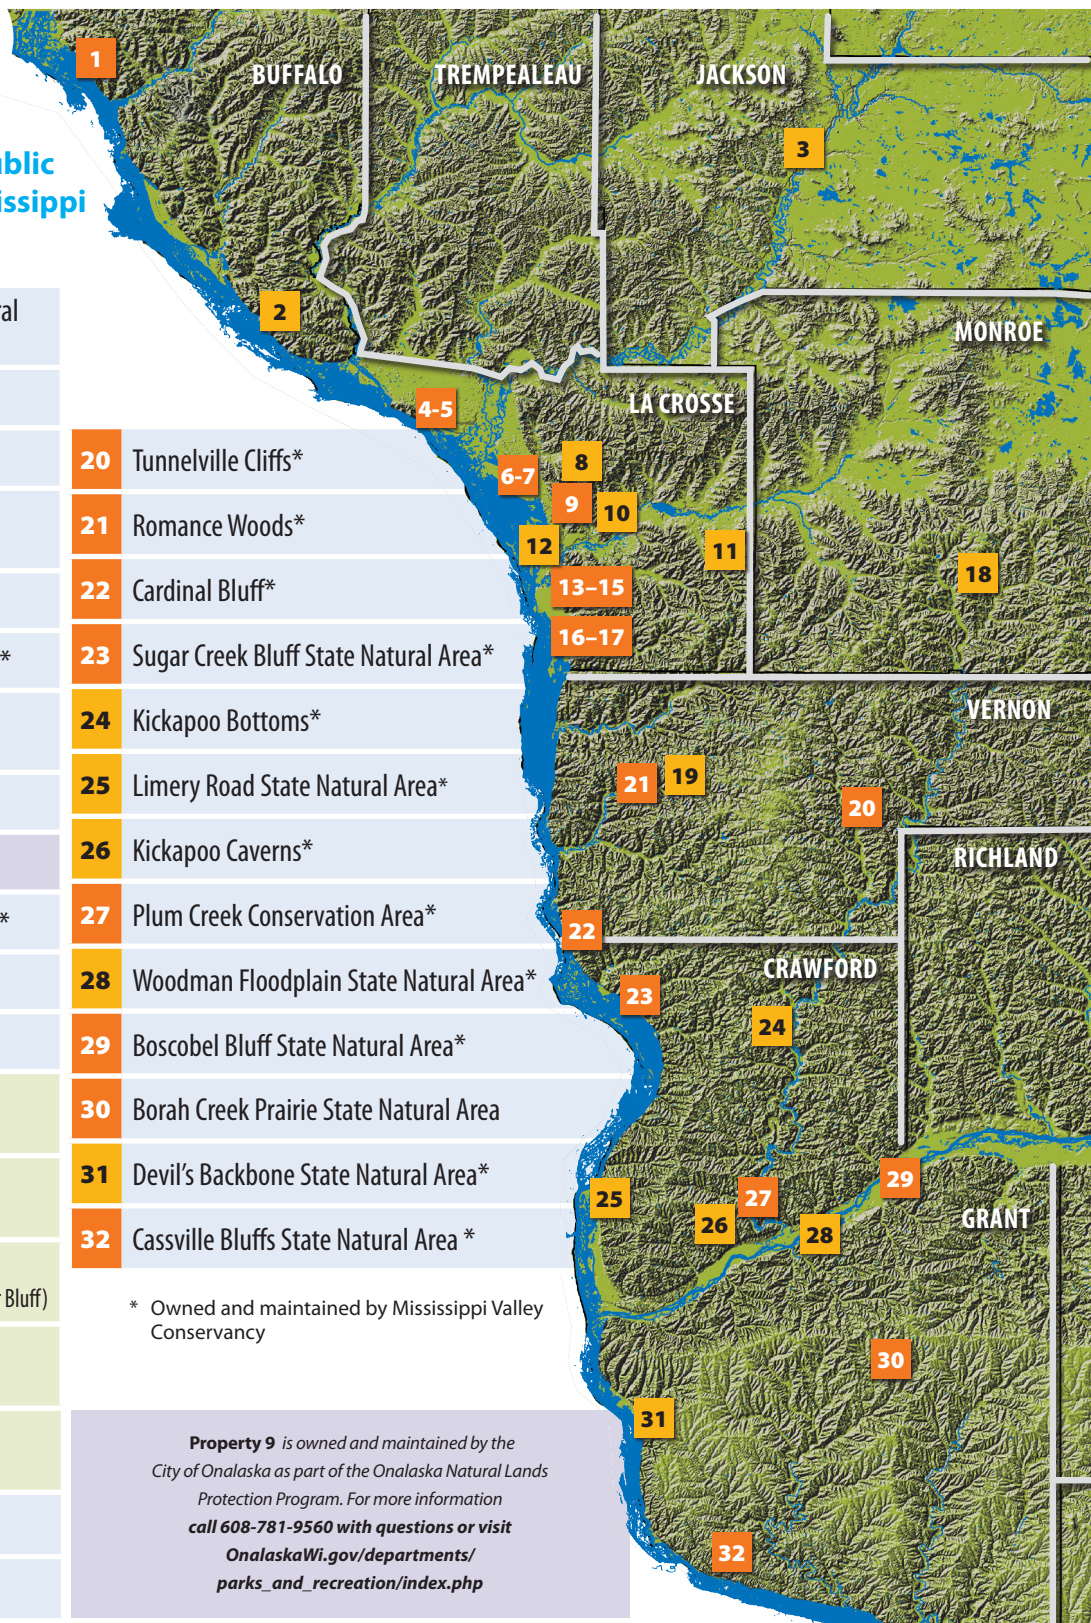 1
BUFFALO
TREMPEALEAU
JACKSON
3
ublic
issippi
2
ral
MONROE
4-5
LA CROSSE
8
6-7
9
10
12
11
18
13–15
16–17
20 Tunnelville Cliffs*
21 Romance Woods*
22 Cardinal Bluff*
*
23 Sugar Creek Bluff State Natural Area*
24 Kickapoo Bottoms*
25 Limery Road State Natural Area*
26 Kickapoo Caverns*
*
27 Plum Creek Conservation Area*
28 Woodman Floodplain State Natural Area*
29 Boscobel Bluff State Natural Area*
30 Borah Creek Prairie State Natural Area
31 Devil's Backbone State Natural Area*
32 Cassville Bluffs State Natural Area *
r Bluff)
* Owned and maintained by Mississippi Valley
Conservancy
VERNON
21
19
20
RICHLAND
22
CRAWFORD
23
24
29
25
27
26
28
GRANT
30
31
32
Property 9 is owned and maintained by the
City of Onalaska as part of the Onalaska Natural Lands
Protection Program. For more information
call 608-781-9560 with questions or visit
OnalaskaWi.gov/departments/
parks_and_recreation/index.php